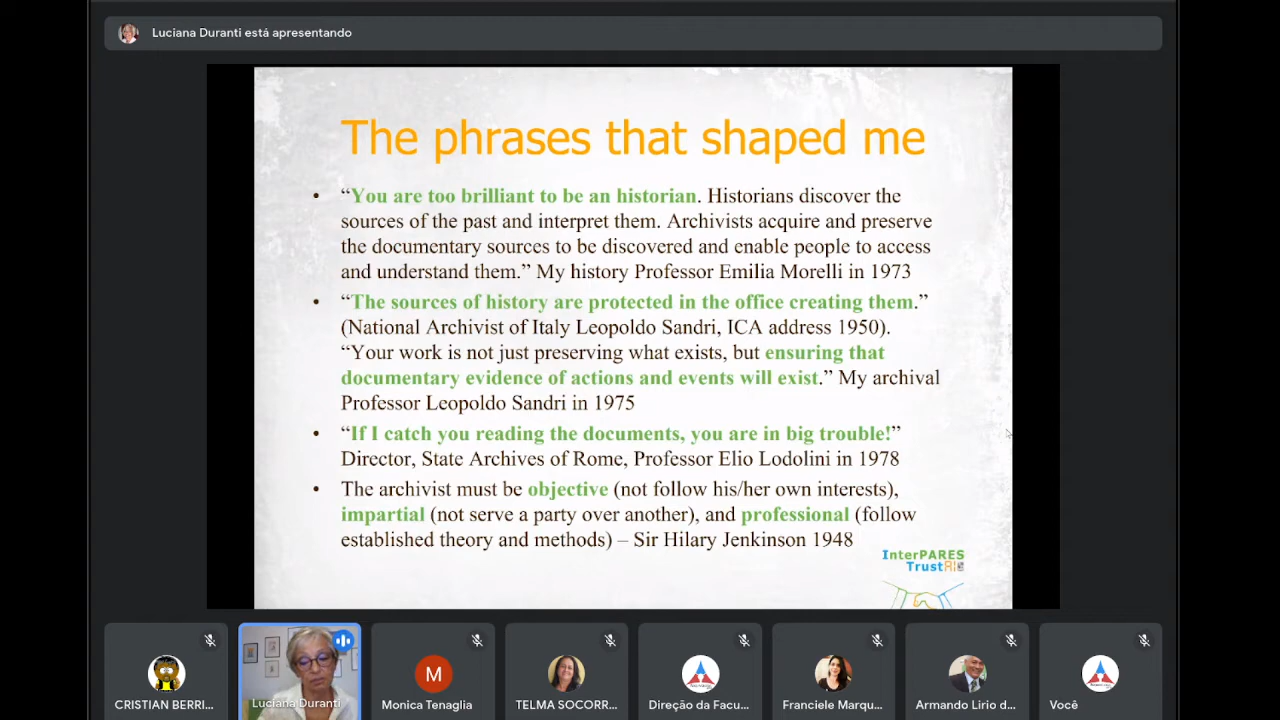 Luciana Duranti está apresentando
The phrases that shaped me
• “You are too brilliant to be an historian. Historians discover the
sources of the past and interpret them. Archivists acquire and preserve
the documentary sources to be discovered and enable people to access
and understand them.” My history Professor Emilia Morelli in 1973
• “The sources of history are protected in the office creating them.”
(National Archivist of Italy Leopoldo Sandri, ICA address 1950).
“Your work is not just preserving what exists, but ensuring that
documentary evidence of actions and events will exist.” My archival
Professor Leopoldo Sandri in 1975
• “If I catch you reading the documents, you are in big trouble!”
Director, State Archives of Rome, Professor Elio Lodolini in 1978
• The archivist must be objective (not follow his/her own interests),
impartial (not serve a party over another), and professional (follow
established theory and methods) – Sir Hilary Jenkinson 1948
InterPARES
Trust AI
M
CRISTIAN BERRI...
Luciana Duranti
Monica Tenaglia
TELMA SOCORR...
Direção da Facu...
Franciele Marqu...
Armando Lirio d...
Você